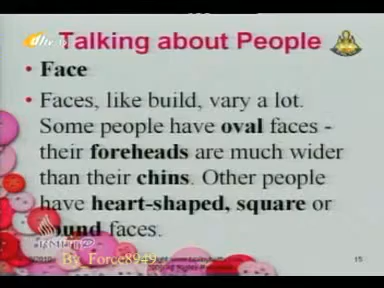 Talking about People
• Face
• Faces, like build, vary a lot.
Some people have oval faces -
their foreheads are much wider
than their chins. Other people
have heart-shaped, square or
round faces.
By Force8949
15